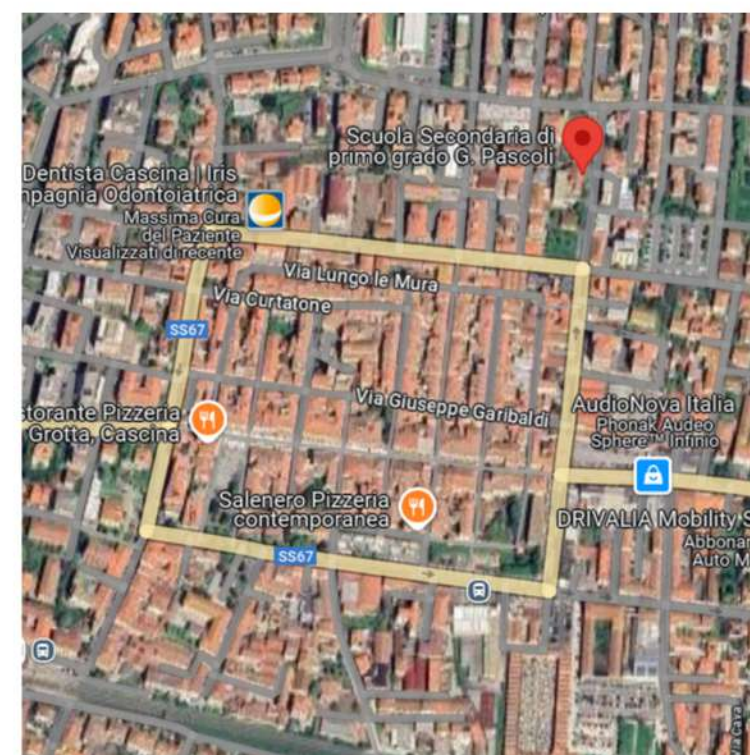 Scuola Secondaria di
primo grado G. Pascoli
Dentista Cascina | Iris
mpagnia Odontoiatrica
Massima Cura
del Paziente
Visualizzati di recente
Via Lungo le Mura
Via Curtatone
SS67
Via Giuseppe Garibaldi
storante Pizzeria
Grotta, Cascina
AudioNova Italia
Phonak Audeo
Sphere™ Infinio
Salenero Pizzeria
contemporanea
DRIVALIA Mobility S
Abbonar
Auto M
SS67
a Cava